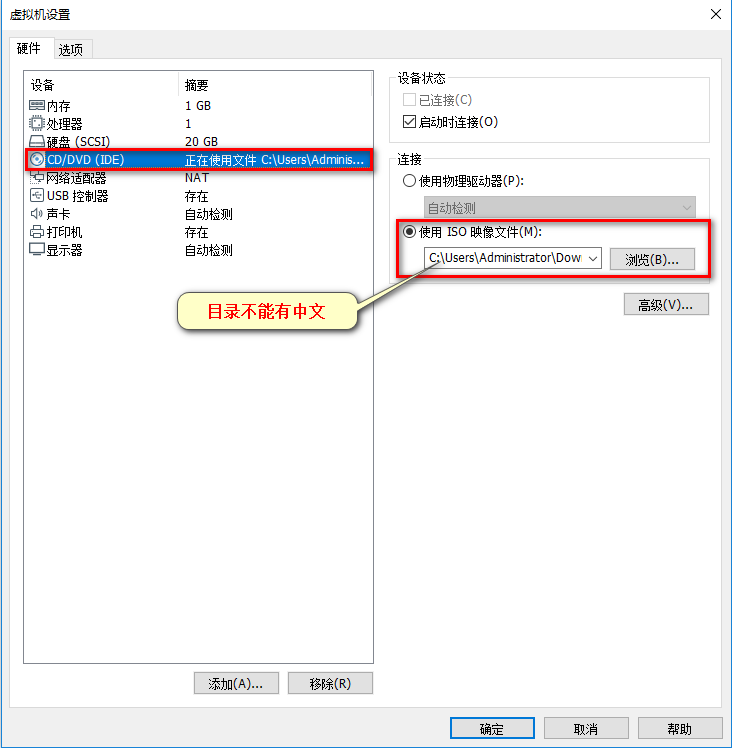 虚拟机设置
硬件 选项
设备 摘要
内存 1 GB
处理器 1
硬盘 (SCSI) 20 GB
CD/DVD (IDE) 正在使用文件 C:\Users\Adminis...
网络适配器 NAT
USB 控制器 存在
声卡 自动检测
打印机 存在
显示器 自动检测
添加(A)... 移除(R)
设备状态
已连接(C)
启动时连接(O)
连接
使用物理驱动器(P):
自动检测
使用 ISO 映像文件(M):
C:\Users\Administrator\Dow 浏览(B)...
目录不能有中文
高级(V)...
确定 取消 帮助